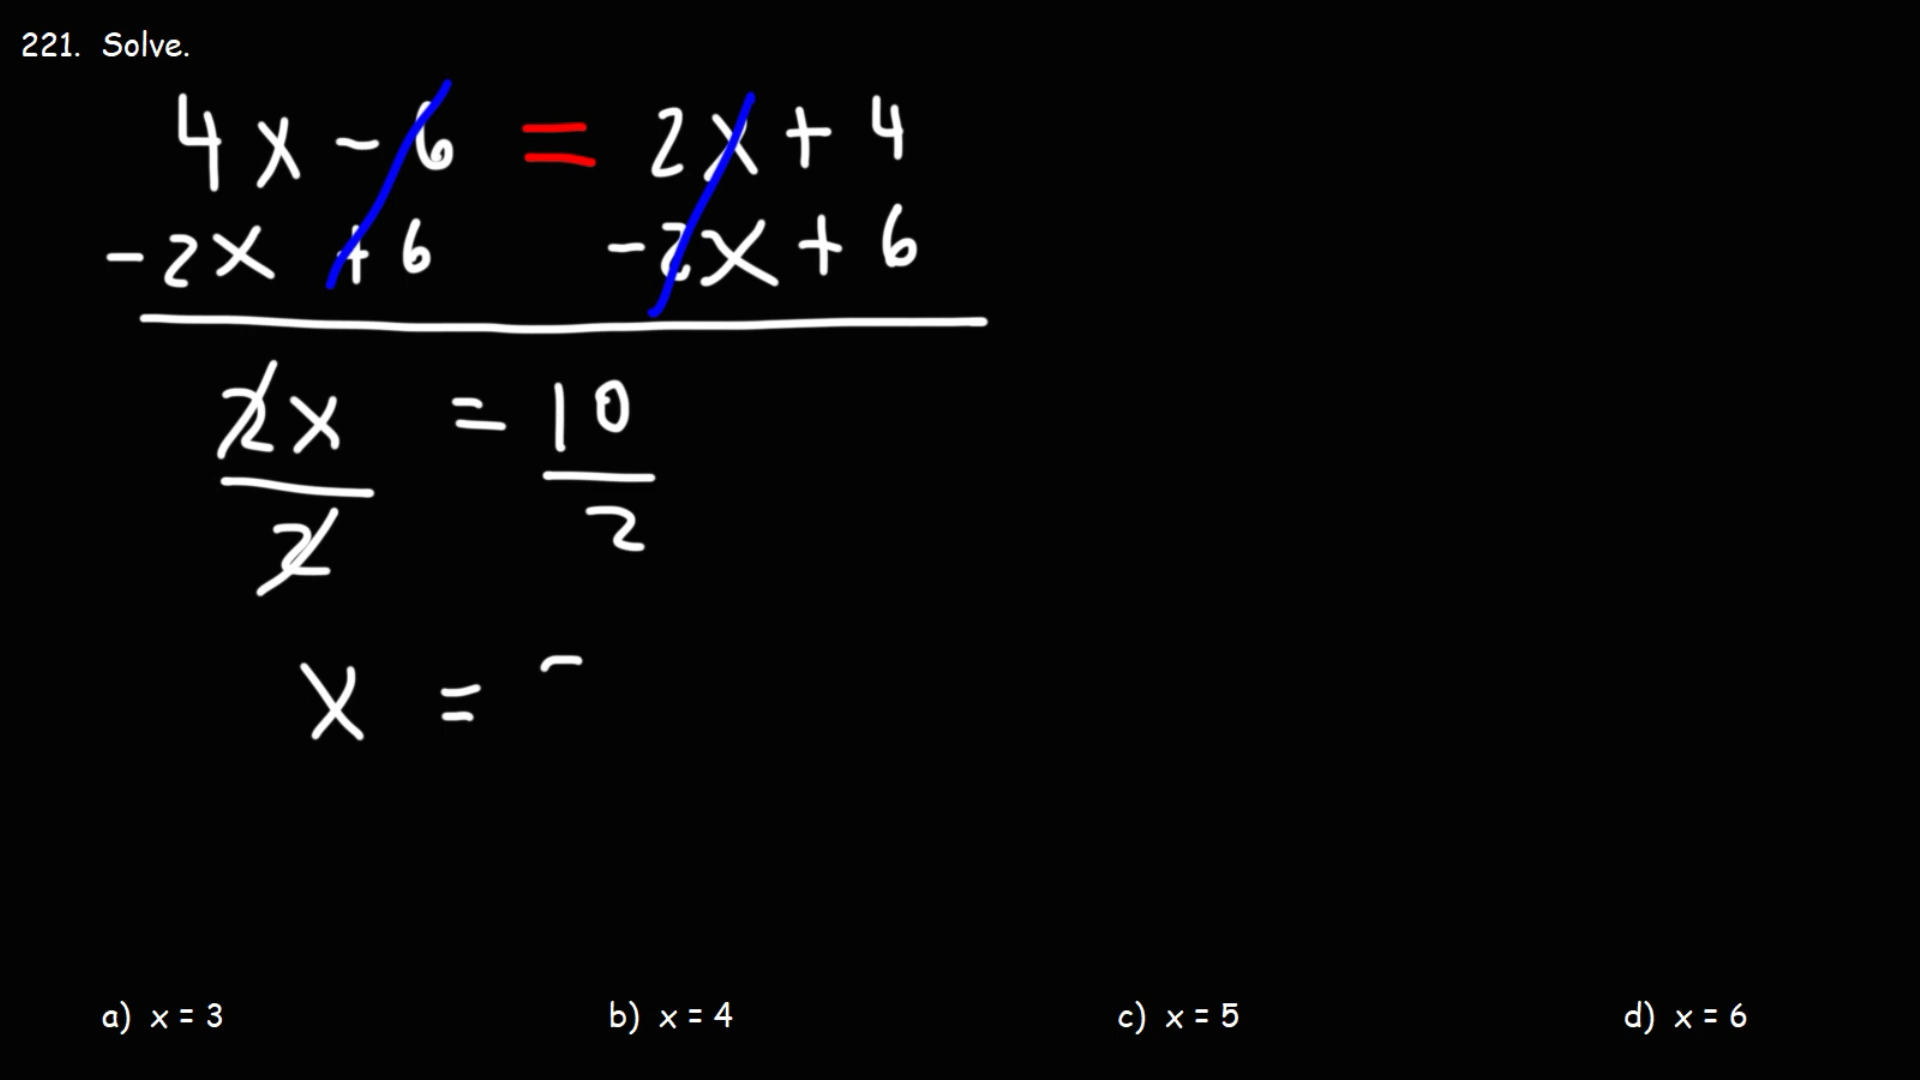 221. Solve.
4x - 6 = 2x + 4
-2x + 6 -2x + 6
2x = 10
2 2
x =
a) x = 3 b) x = 4 c) x = 5 d) x = 6